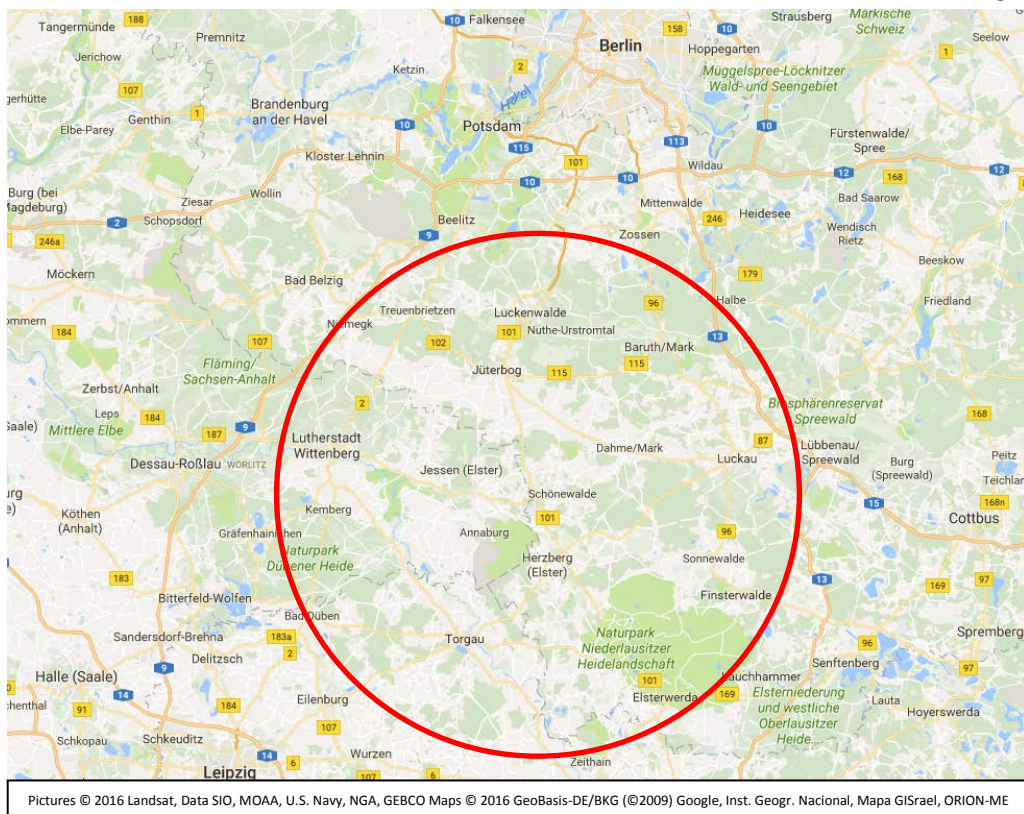 188
Tangermünde
Premnitz
Jerichow
10
Falkensee
Berlin
158
Hoppegarten
Strausberg
Märkische
Schweiz
Seelow
1
Ketzin
2
Müggelspree-Löcknitzer
Wald- und Seengebiet
107
Genthin
Elbe-Parey
1
Brandenburg
an der Havel
10
Havel
Potsdam
115
113
10
Fürstenwalde/
Spree
Kloster Lehnin
101
Wildau
12
168
12
Burg (bei
Magdeburg)
Ziesar
Wollin
10
10
Mittenwalde
Bad Saarow
2
Schopsdorf
Beelitz
9
246
Heidesee
Wendisch
Rietz
246a
Möckern
Zossen
Beeskow
Bad Belzig
179
Friedland
Treuenbrietzen
Luckenwalde
96
Halbe
ommern
184
107
Niemegk
102
101
Nuthe-Urstromtal
13
Baruth/Mark
Fläming/
Sachsen-Anhalt
Jüterbog
115
115
Zerbst/Anhalt
Leps
184
Mittlere Elbe
Saale)
2
Biosphärenreservat
Spreewald
168
187
9
Lutherstadt
Wittenberg
Dahme/Mark
87
Lübbenau/
Spreewald
Dessau-Roßlau
WÖRLITZ
Jessen (Elster)
Luckau
Burg
(Spreewald)
Peitz
Köthen
(Anhalt)
Kemberg
Schönewalde
15
168n
Cottbus
Gräfenhainichen
Annaburg
101
96
Naturpark
Dübener Heide
Herzberg
(Elster)
Sonnewalde
183
13
169
97
Bitterfeld-Wolfen
Finsterwalde
Bad Düben
Sandersdorf-Brehna
183a
2
Torgau
Naturpark
Niederlausitzer
Heidelandschaft
96
Spremberg
9
Delitzsch
Halle (Saale)
14
Senftenberg
97
101
Lauchhammer
91
184
Eilenburg
Elsterwerda
169
Elsterniederung
und westliche
Oberlausitzer
Heide...
Lauta
Hoyerswerda
107
Schkopau
Schkeuditz
14
6
Wurzen
Zeithain
Leipzig
107
6
Pictures © 2016 Landsat, Data SIO, MOAA, U.S. Navy, NGA, GEBCO Maps © 2016 GeoBasis-DE/BKG (©2009) Google, Inst. Geogr. Nacional, Mapa GISrael, ORION-ME